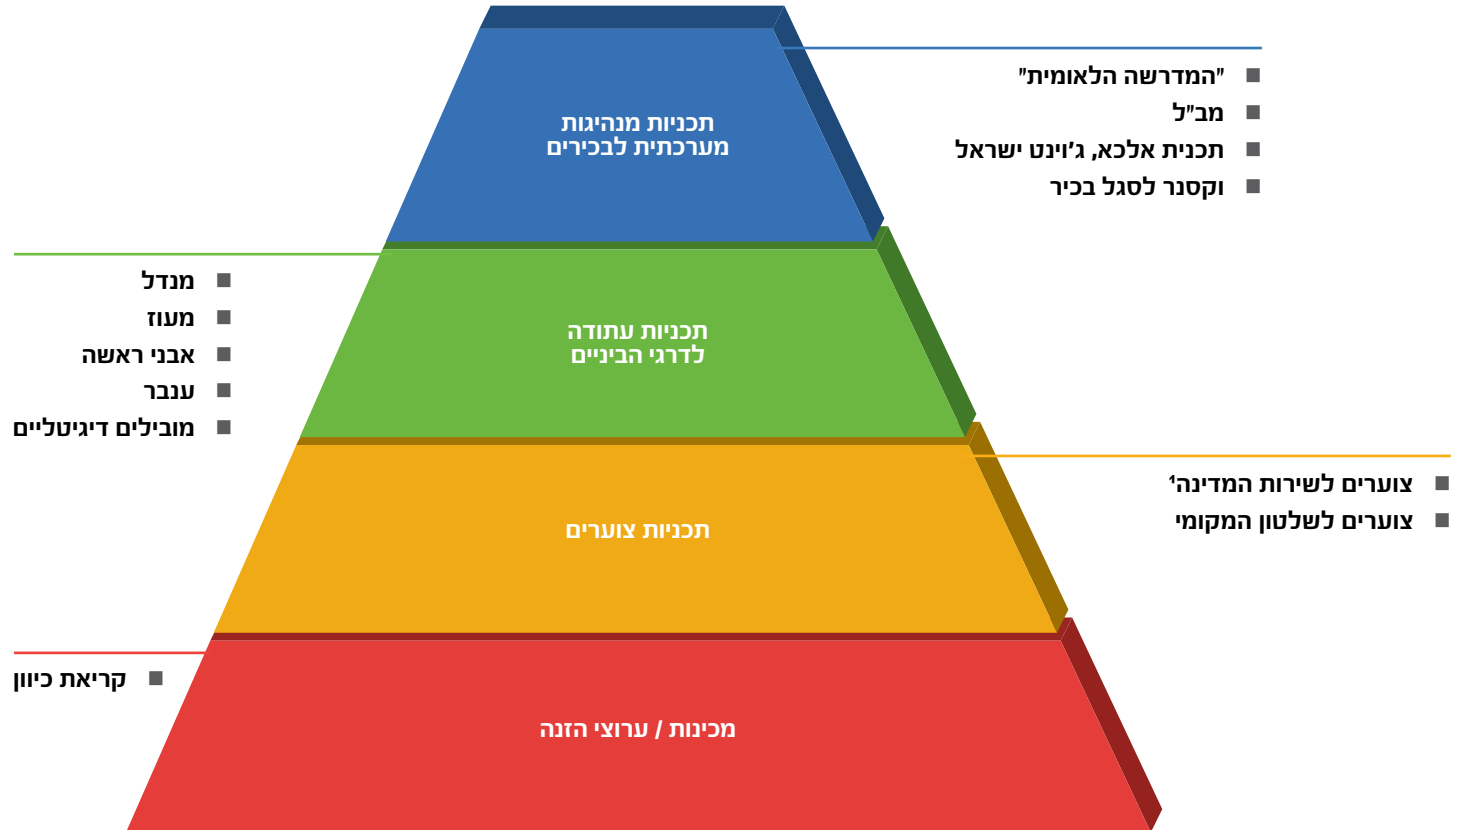 תכניות מנהיגות
מערכתית לבכירים
"המדרשה הלאומית"
מב"ל
תכנית אלכא, ג'וינט ישראל
וקסנר לסגל בכיר
תכניות עתודה
לדרגי הביניים
מנדל
מעוז
אבני ראשה
ענבר
מובילים דיגיטליים
תכניות צוערים
צוערים לשירות המדינה¹
צוערים לשלטון המקומי
מכינות / ערוצי הזנה
קריאת כיוון